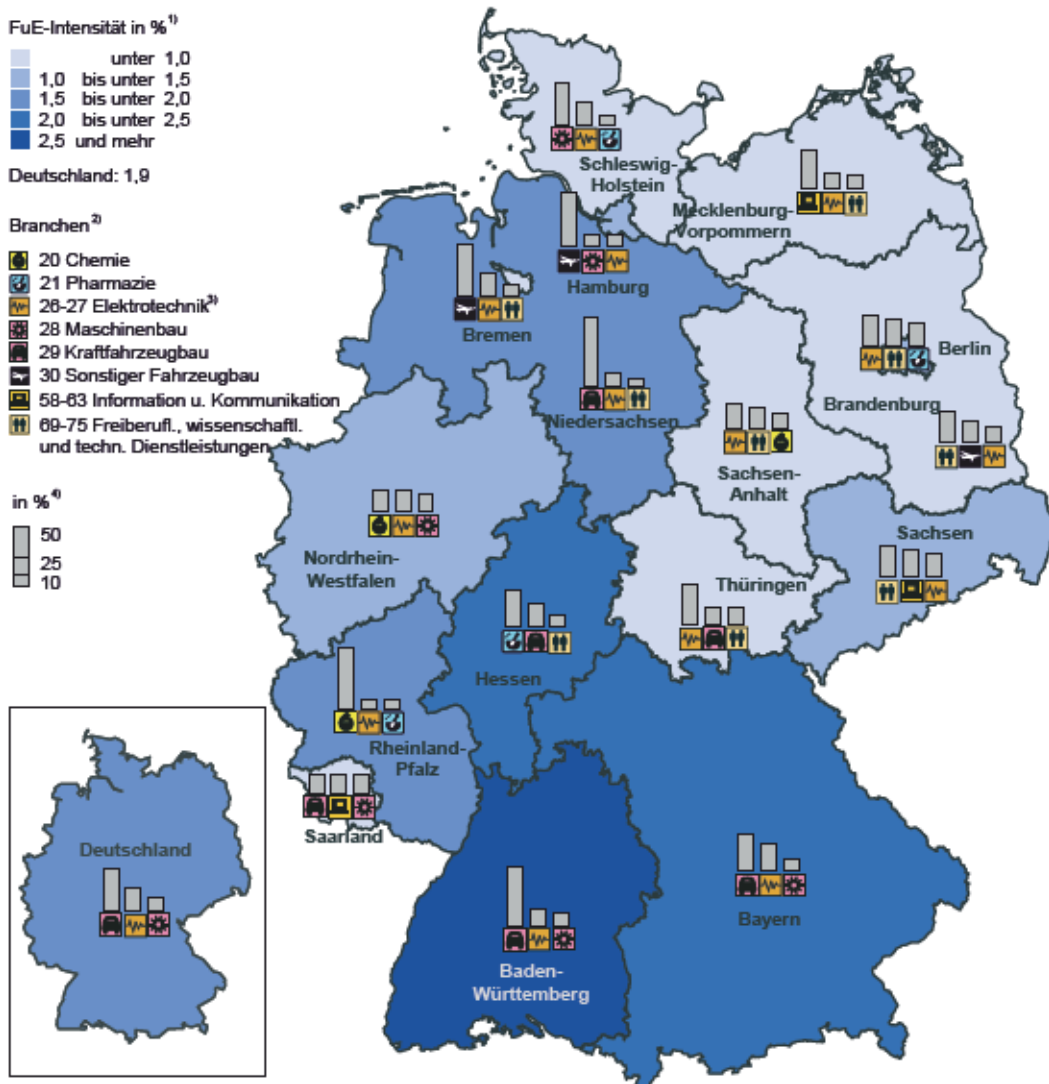 FuE-Intensität in %1)
unter 1,0
1,0 bis unter 1,5
1,5 bis unter 2,0
2,0 bis unter 2,5
2,5 und mehr
Deutschland: 1,9
Branchen2)
20 Chemie
21 Pharmazie
26-27 Elektrotechnik3)
28 Maschinenbau
29 Kraftfahrzeugbau
30 Sonstiger Fahrzeugbau
58-63 Information u. Kommunikation
69-75 Freiberufl., wissenschaftl.
und techn. Dienstleistungen
in %4)
50
25
10
Schleswig-
Holstein
Mecklenburg-
Vorpommern
Hamburg
Bremen
Niedersachsen
Berlin
Brandenburg
Sachsen-
Anhalt
Sachsen
Nordrhein-
Westfalen
Thüringen
Hessen
Rheinland-
Pfalz
Saarland
Deutschland
Bayern
Baden-
Württemberg